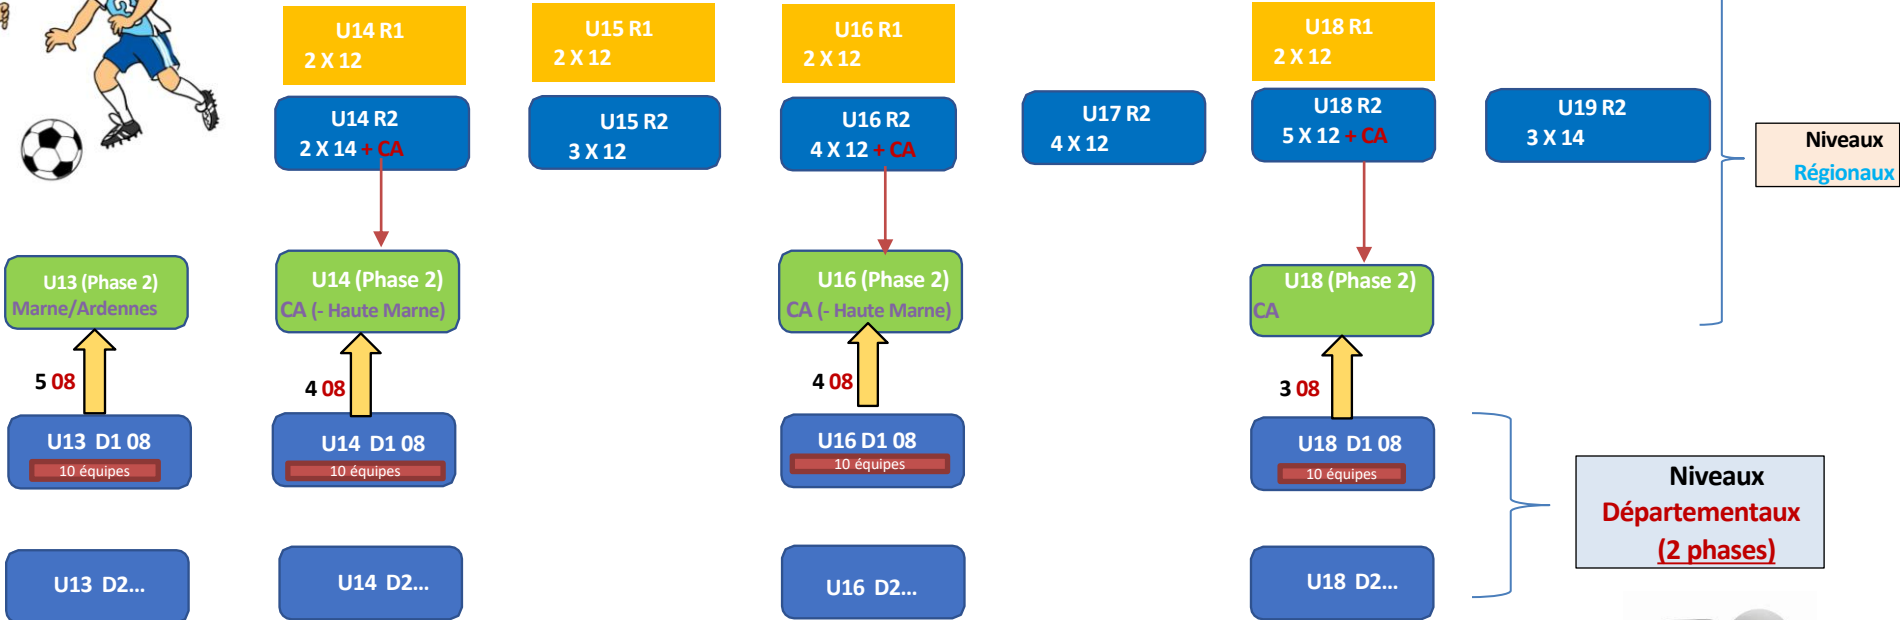 U14 R1
2 X 12
U15 R1
2 X 12
U16 R1
2 X 12
U18 R1
2 X 12
U14 R2
2 X 14 + CA
U15 R2
3 X 12
U16 R2
4 X 12 + CA
U17 R2
4 X 12
U18 R2
5 X 12 + CA
U19 R2
3 X 14
Niveaux
Régionaux
U13 (Phase 2)
Marne/Ardennes
U14 (Phase 2)
CA (- Haute Marne)
U16 (Phase 2)
CA (- Haute Marne)
U18 (Phase 2)
CA
5 08
4 08
4 08
3 08
U13 D1 08
10 équipes
U14 D1 08
10 équipes
U16 D1 08
10 équipes
U18 D1 08
10 équipes
Niveaux
Départementaux
(2 phases)
U13 D2...
U14 D2...
U16 D2...
U18 D2...